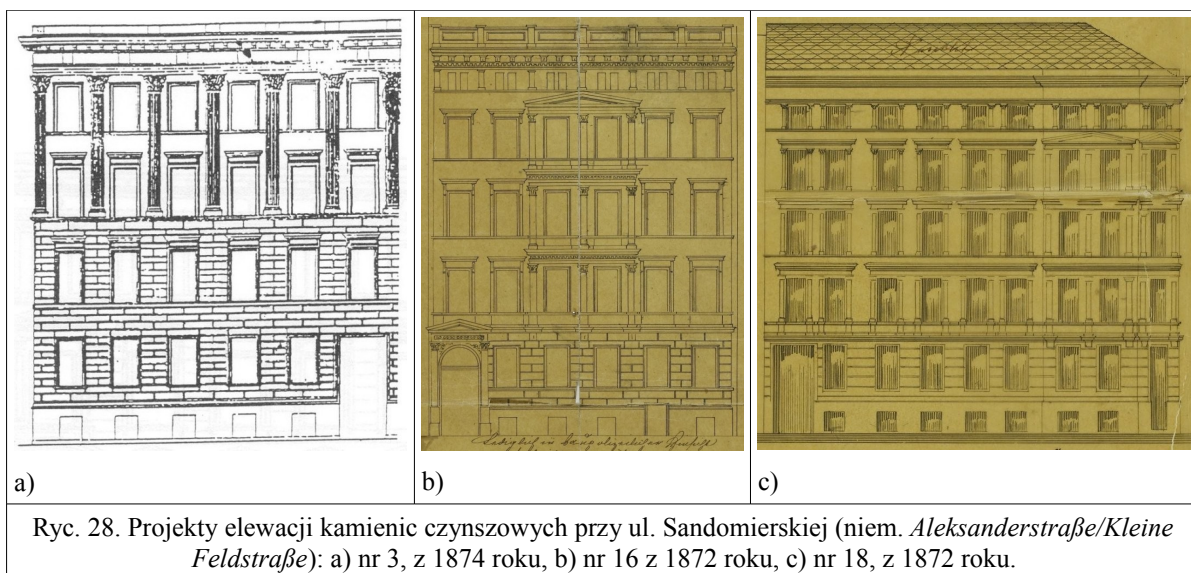 a)
b)
c)
Ryc. 28. Projekty elewacji kamienic czynszowych przy ul. Sandomierskiej (niem. Aleksanderstraße/Kleine
Feldstraße): a) nr 3, z 1874 roku, b) nr 16 z 1872 roku, c) nr 18, z 1872 roku.